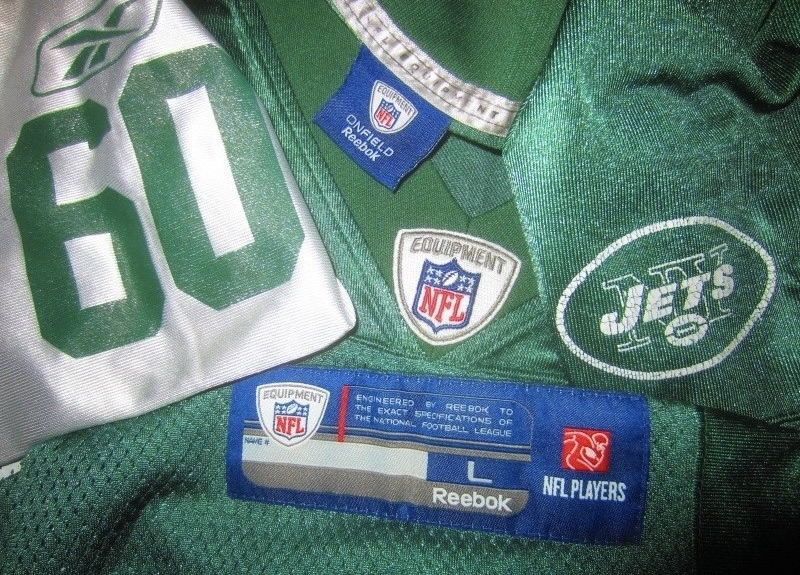 60
EQUIPMENT
NFL
ONFIELD
Reebok
EQUIPMENT
NFL
NY
JETS
EQUIPMENT
NFL
ENGINEERED BY REEBOK TO
THE EXACT SPECIFICATIONS OF
THE NATIONAL FOOTBALL LEAGUE
NAME #
L
Reebok
NFL PLAYERS